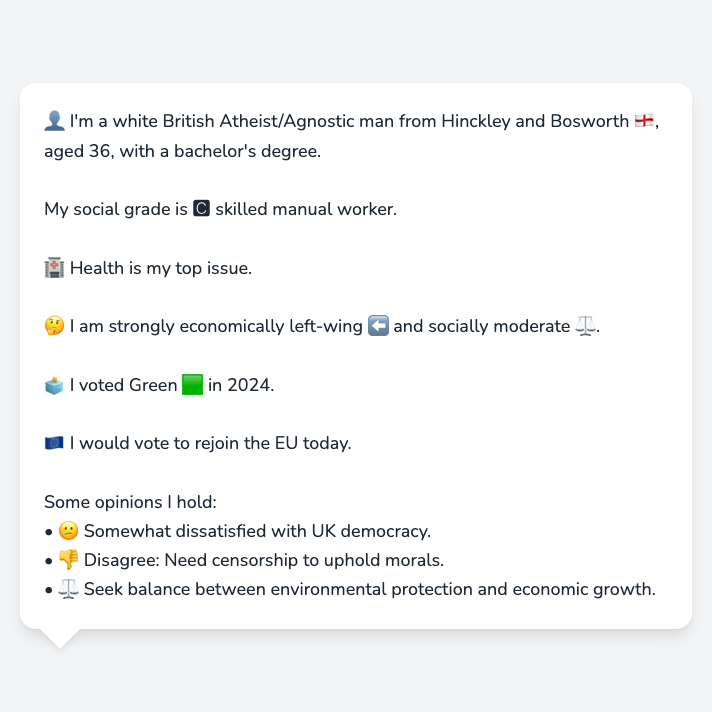 👤 I'm a white British Atheist/Agnostic man from Hinckley and Bosworth 🏴󠁧󠁢󠁥󠁮󠁧󠁿,
aged 36, with a bachelor's degree.
My social grade is 🅲 skilled manual worker.
🏥 Health is my top issue.
🤔 I am strongly economically left-wing ⬅️ and socially moderate ⚖️.
🗳️ I voted Green 🟩 in 2024.
🇪🇺 I would vote to rejoin the EU today.
Some opinions I hold:
• 🙁 Somewhat dissatisfied with UK democracy.
• 👎 Disagree: Need censorship to uphold morals.
• ⚖️ Seek balance between environmental protection and economic growth.